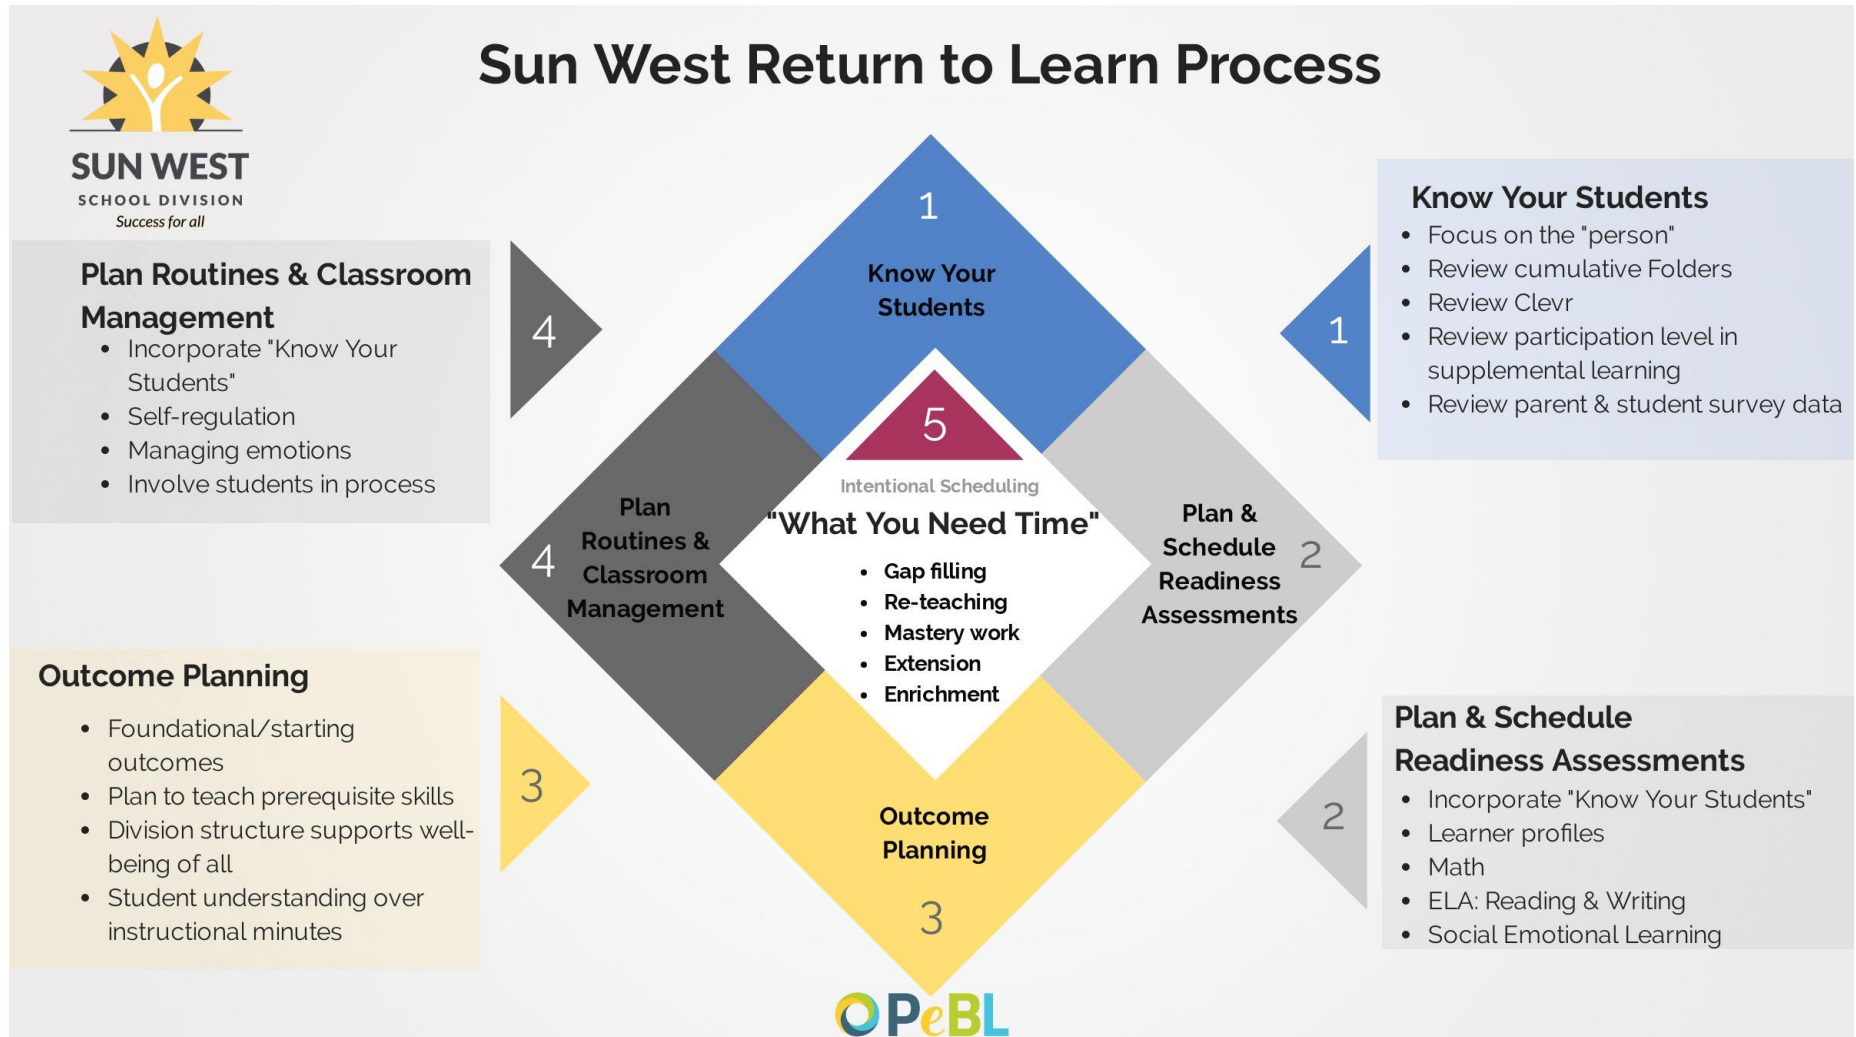 Sun West Return to Learn Process
SUN WEST
SCHOOL DIVISION
Success for all
1
Know Your
Students
Know Your Students
• Focus on the "person"
• Review cumulative Folders
• Review Clevr
• Review participation level in
supplemental learning
• Review parent & student survey data
1
Plan Routines & Classroom
Management
• Incorporate "Know Your
Students"
• Self-regulation
• Managing emotions
• Involve students in process
4
5
Intentional Scheduling
"What You Need Time"
• Gap filling
• Re-teaching
• Mastery work
• Extension
• Enrichment
4
Plan
Routines &
Classroom
Management
Plan &
Schedule
Readiness
Assessments
2
Outcome Planning
• Foundational/starting
outcomes
• Plan to teach prerequisite skills
• Division structure supports well-
being of all
• Student understanding over
instructional minutes
3
Outcome
Planning
3
2
Plan & Schedule
Readiness Assessments
• Incorporate "Know Your Students"
• Learner profiles
• Math
• ELA: Reading & Writing
• Social Emotional Learning
PeBL